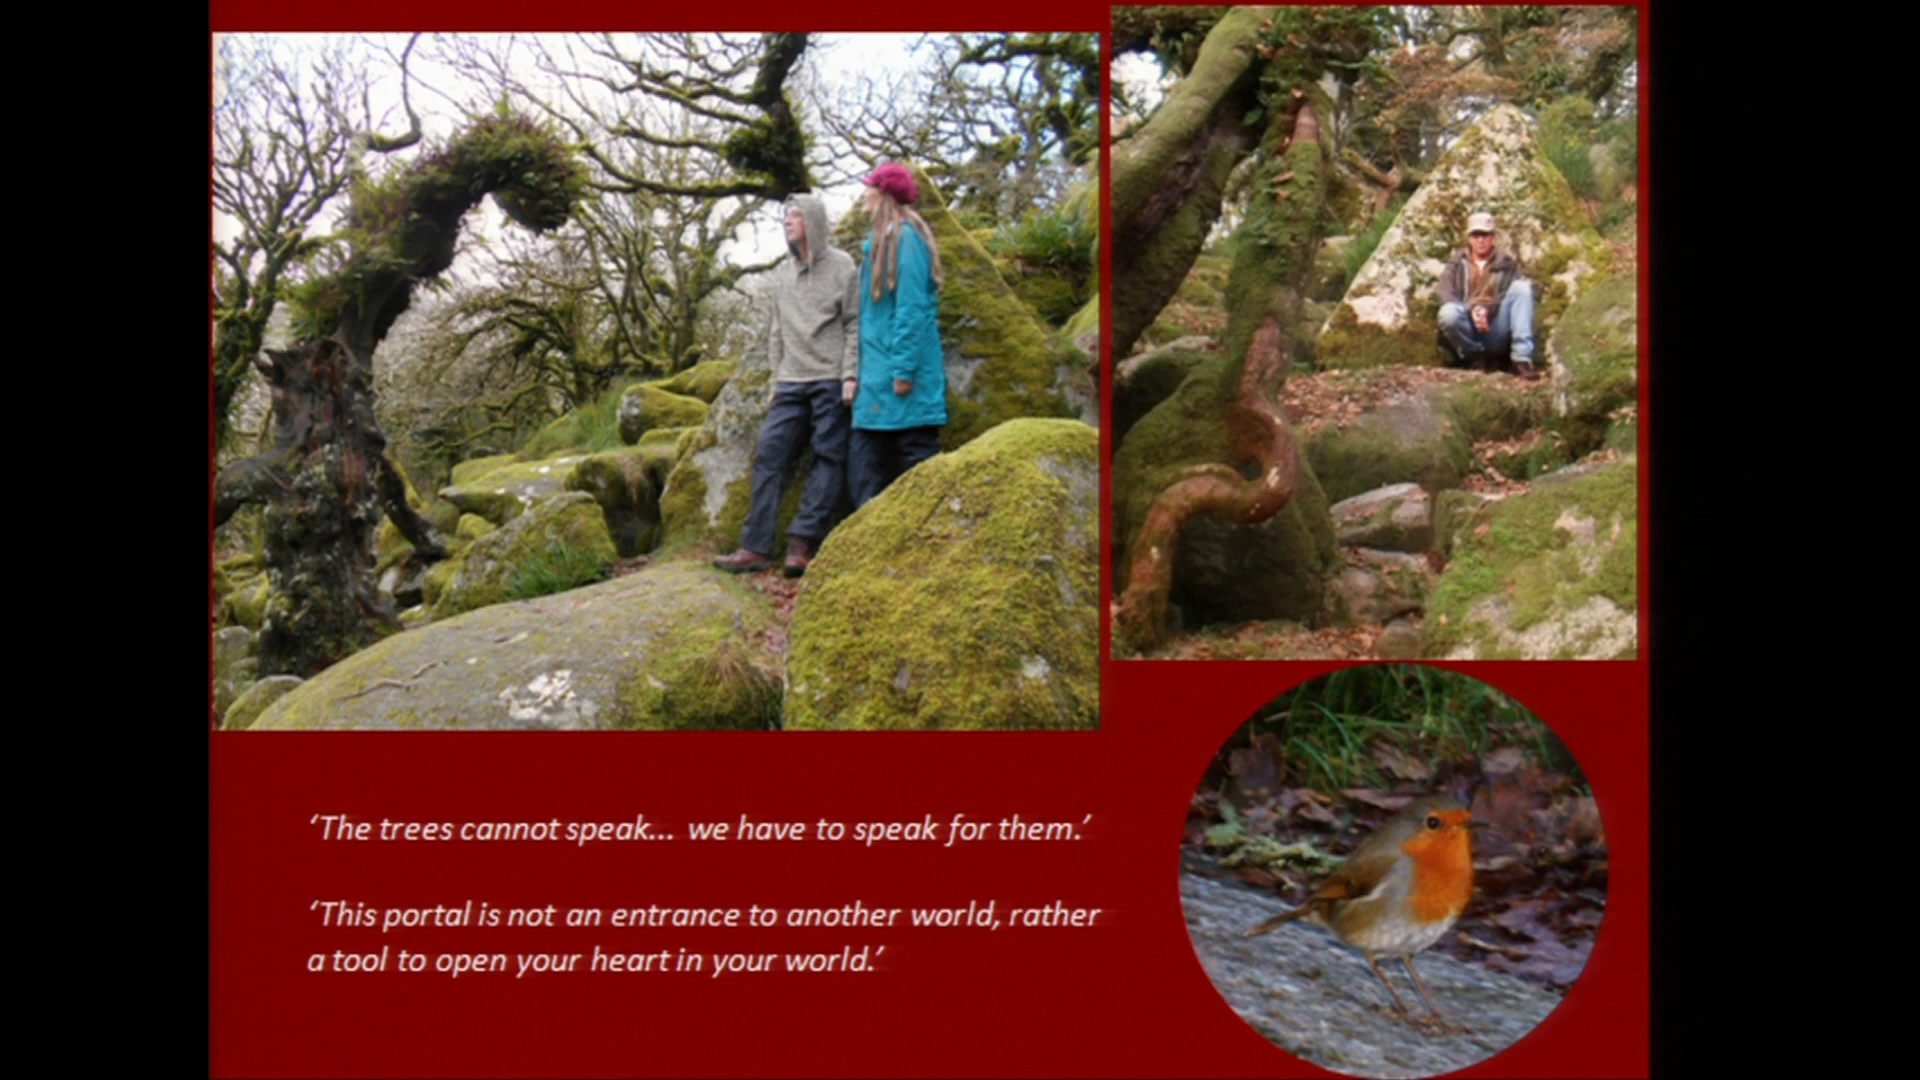 ‘The trees cannot speak... we have to speak for them.’
‘This portal is not an entrance to another world, rather
a tool to open your heart in your world.’